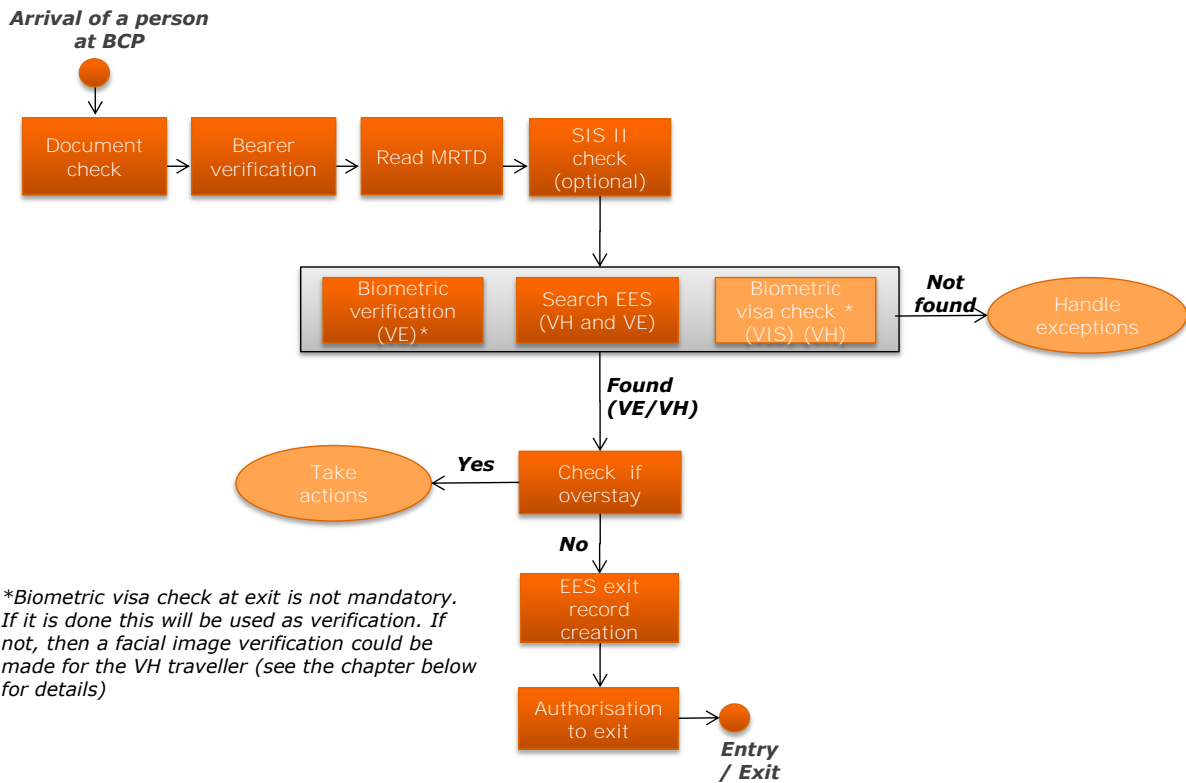 Arrival of a person
at BCP
Document
check
Bearer
verification
Read MRTD
SIS II
check
(optional)
Biometric
verification
(VE)*
Search EES
(VH and VE)
Biometric
visa check *
(VIS) (VH)
Not
found
Handle
exceptions
Found
(VE/VH)
Take
actions
Yes
Check if
overstay
No
EES exit
record
creation
*Biometric visa check at exit is not mandatory.
If it is done this will be used as verification. If
not, then a facial image verification could be
made for the VH traveller (see the chapter below
for details)
Authorisation
to exit
Entry
/ Exit